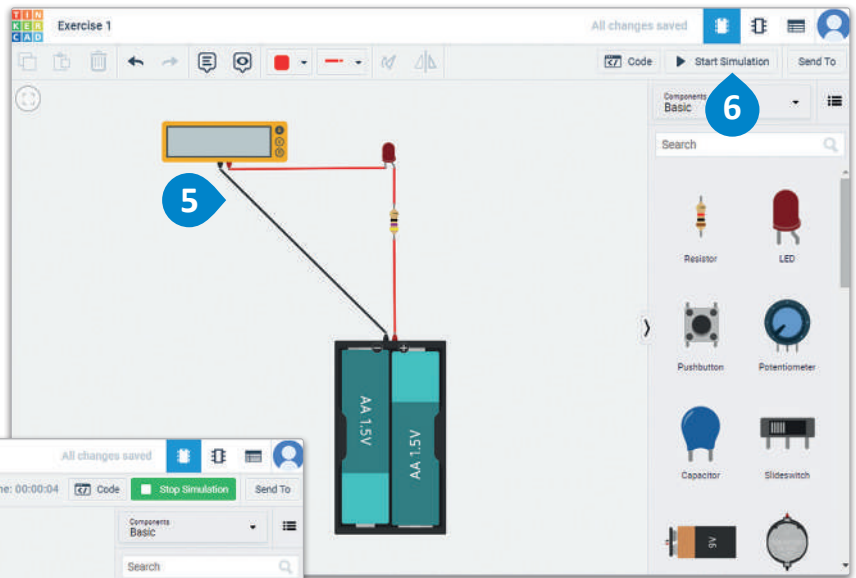 TIN
KER
CAD
Exercise 1
All changes saved
Code
Start Simulation
Send To
Components
Basic
6
Search
5
Resistor
LED
Pushbutton
Potentiometer
AA 1.5V
AA 1.5V
Capacitor
Slideswitch
9V
All changes saved
me: 00:00:04
Code
Stop Simulation
Send To
Components
Basic
Search